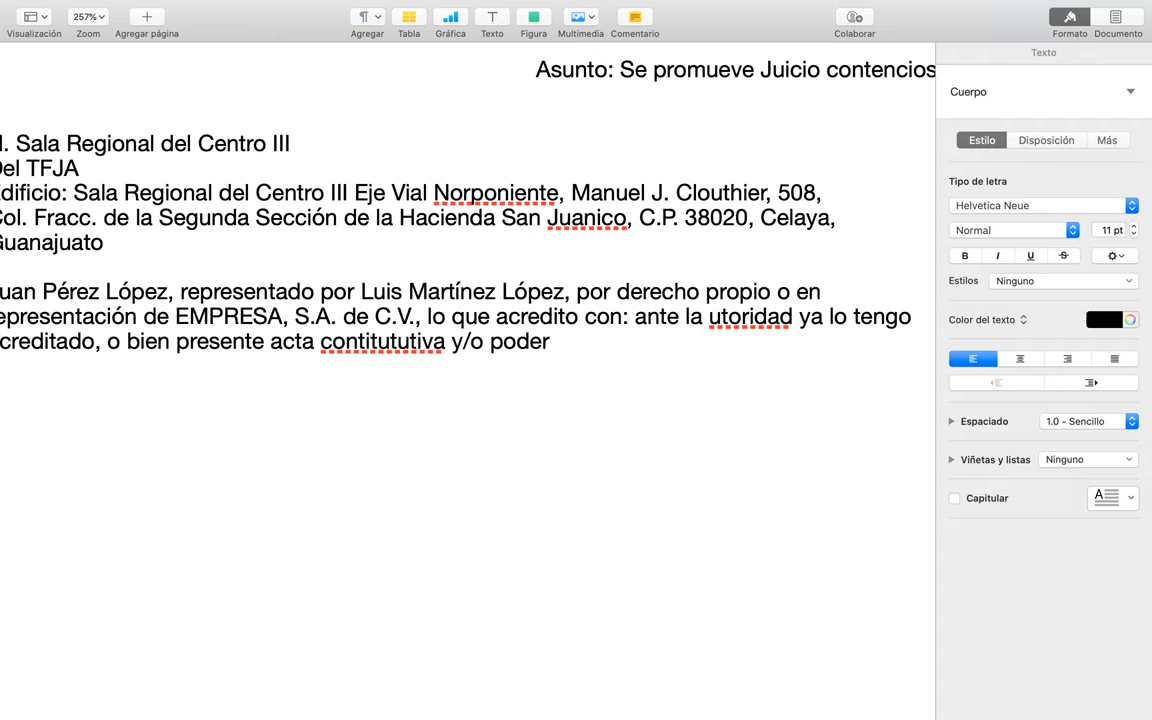 257%
Visualización Zoom Agregar página Agregar Tabla Gráfica Texto Figura Multimedia Comentario Colaborar Formato Documento
Asunto: Se promueve Juicio contencios
I. Sala Regional del Centro III
Del TFJA
dificio: Sala Regional del Centro III Eje Vial Norponiente, Manuel J. Clouthier, 508,
Col. Fracc. de la Segunda Sección de la Hacienda San Juanico, C.P. 38020, Celaya,
Guanajuato
uan Pérez López, representado por Luis Martínez López, por derecho propio o en
epresentación de EMPRESA, S.A. de C.V., lo que acredito con: ante la utoridad ya lo tengo
creditado, o bien presente acta contitututiva y/o poder
Texto
Cuerpo
Estilo Disposición Más
Tipo de letra
Helvetica Neue
Normal 11 pt
B I U S
Estilos Ninguno
Color del texto
Espaciado 1.0 - Sencillo
Viñetas y listas Ninguno
Capitular A